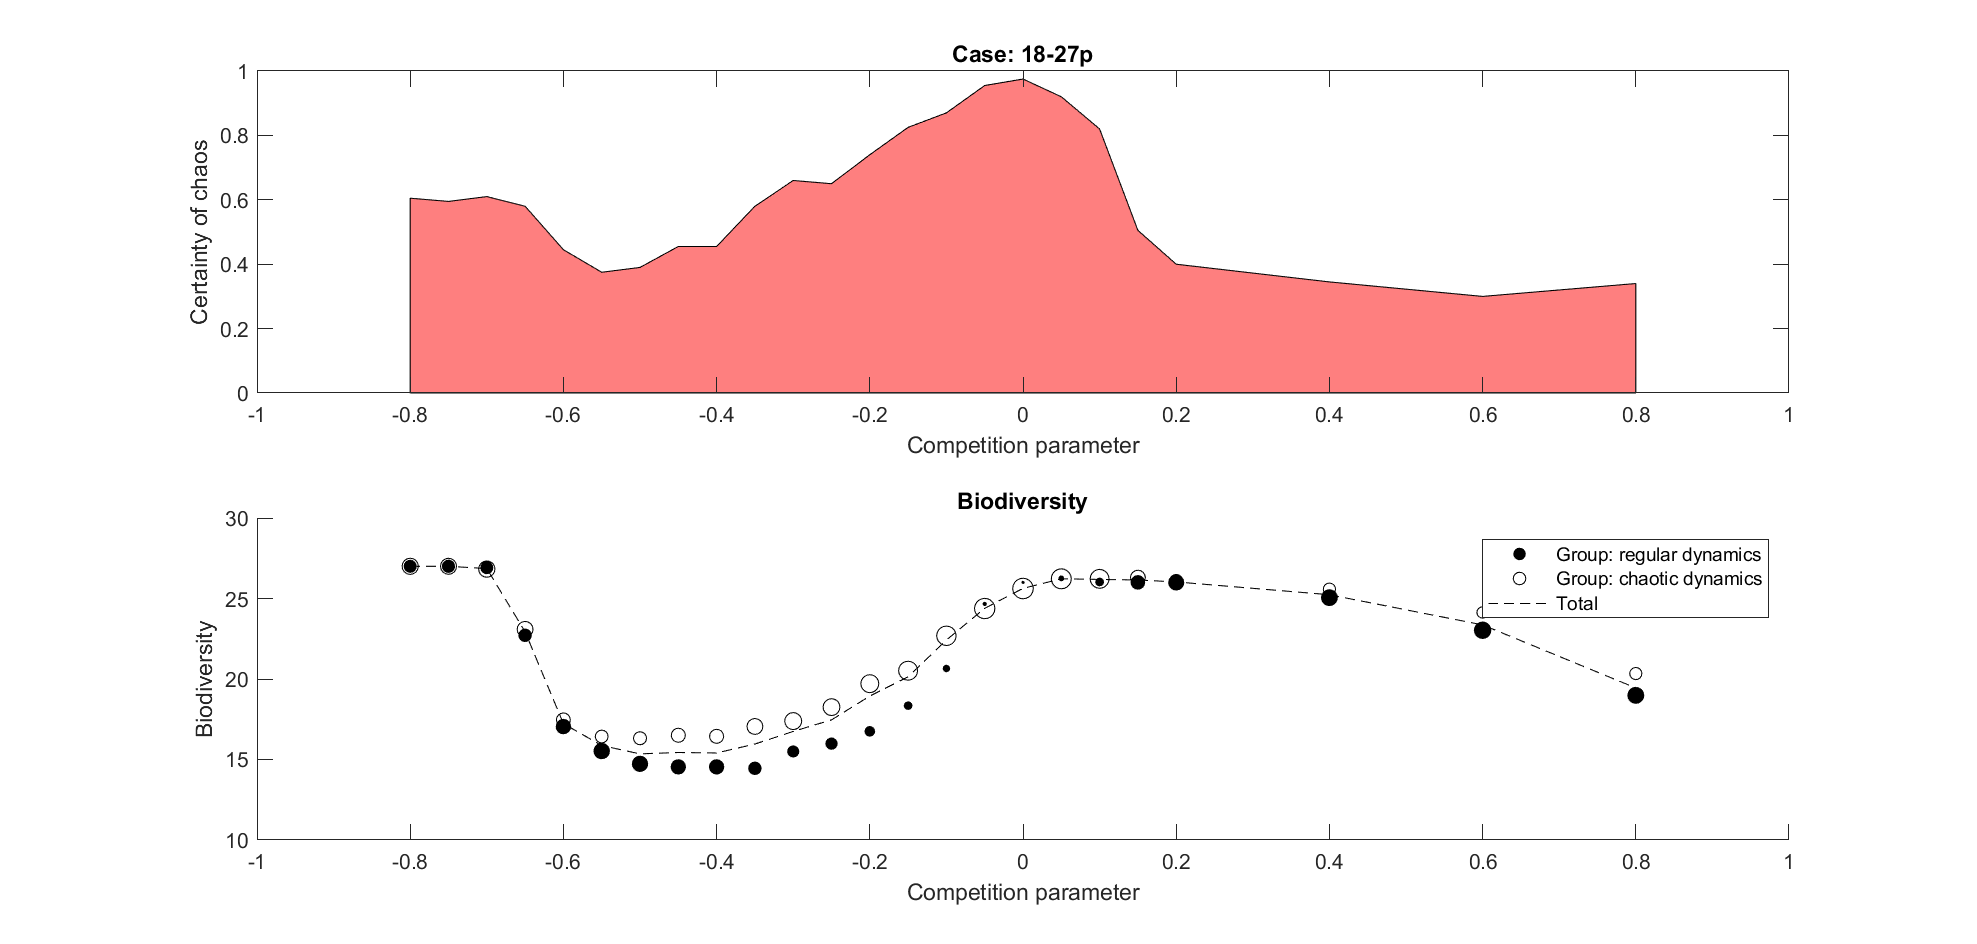 Case: 18-27p
1
0.8
0.6
0.4
0.2
0
Certainty of chaos
-1 -0.8 -0.6 -0.4 -0.2 0 0.2 0.4 0.6 0.8 1
Competition parameter
Biodiversity
30
25
20
15
10
Biodiversity
Group: regular dynamics
Group: chaotic dynamics
Total
-1 -0.8 -0.6 -0.4 -0.2 0 0.2 0.4 0.6 0.8 1
Competition parameter